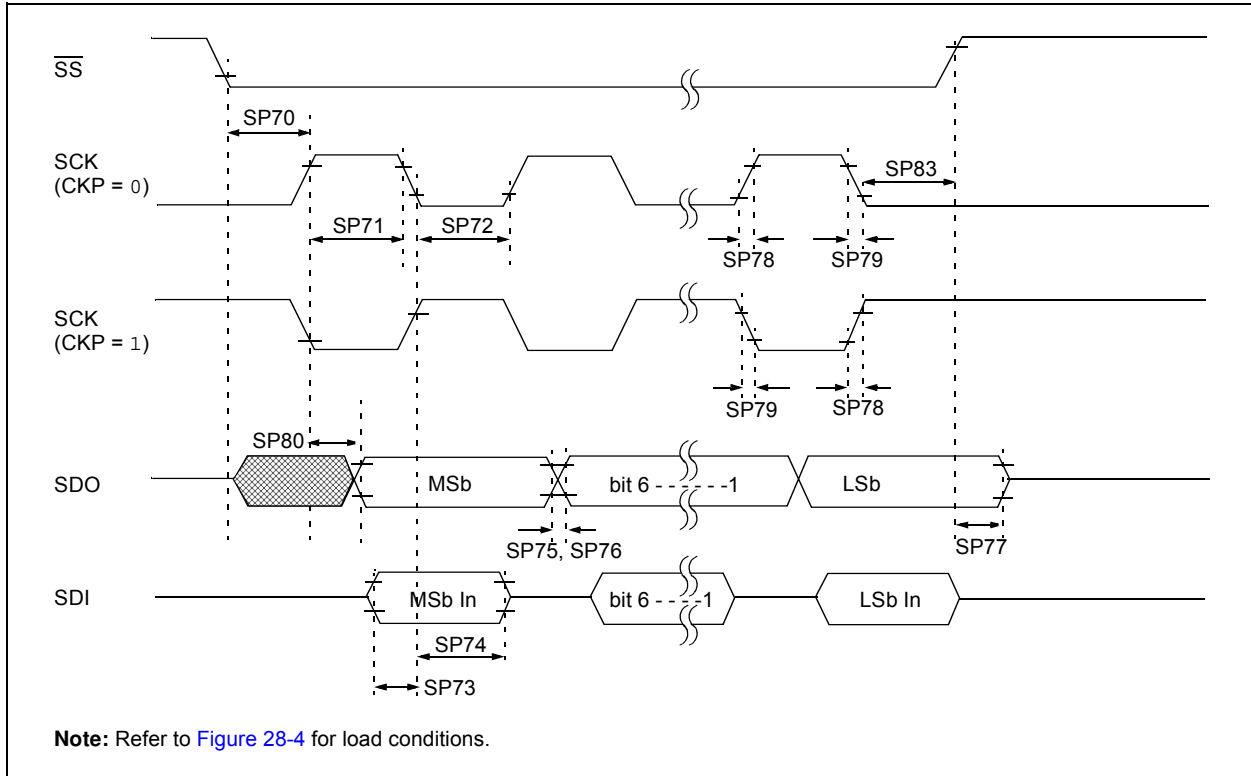 SS
SP70
SCK
(CKP = 0)
SP83
SP71
SP72
SP78
SP79
SCK
(CKP = 1)
SP79
SP78
SP80
SDO
MSb
bit 6 - - - - - - -1
LSb
SP75, SP76
SP77
SDI
MSb In
bit 6 - - - - -1
LSb In
SP74
SP73
Note: Refer to Figure 28-4 for load conditions.